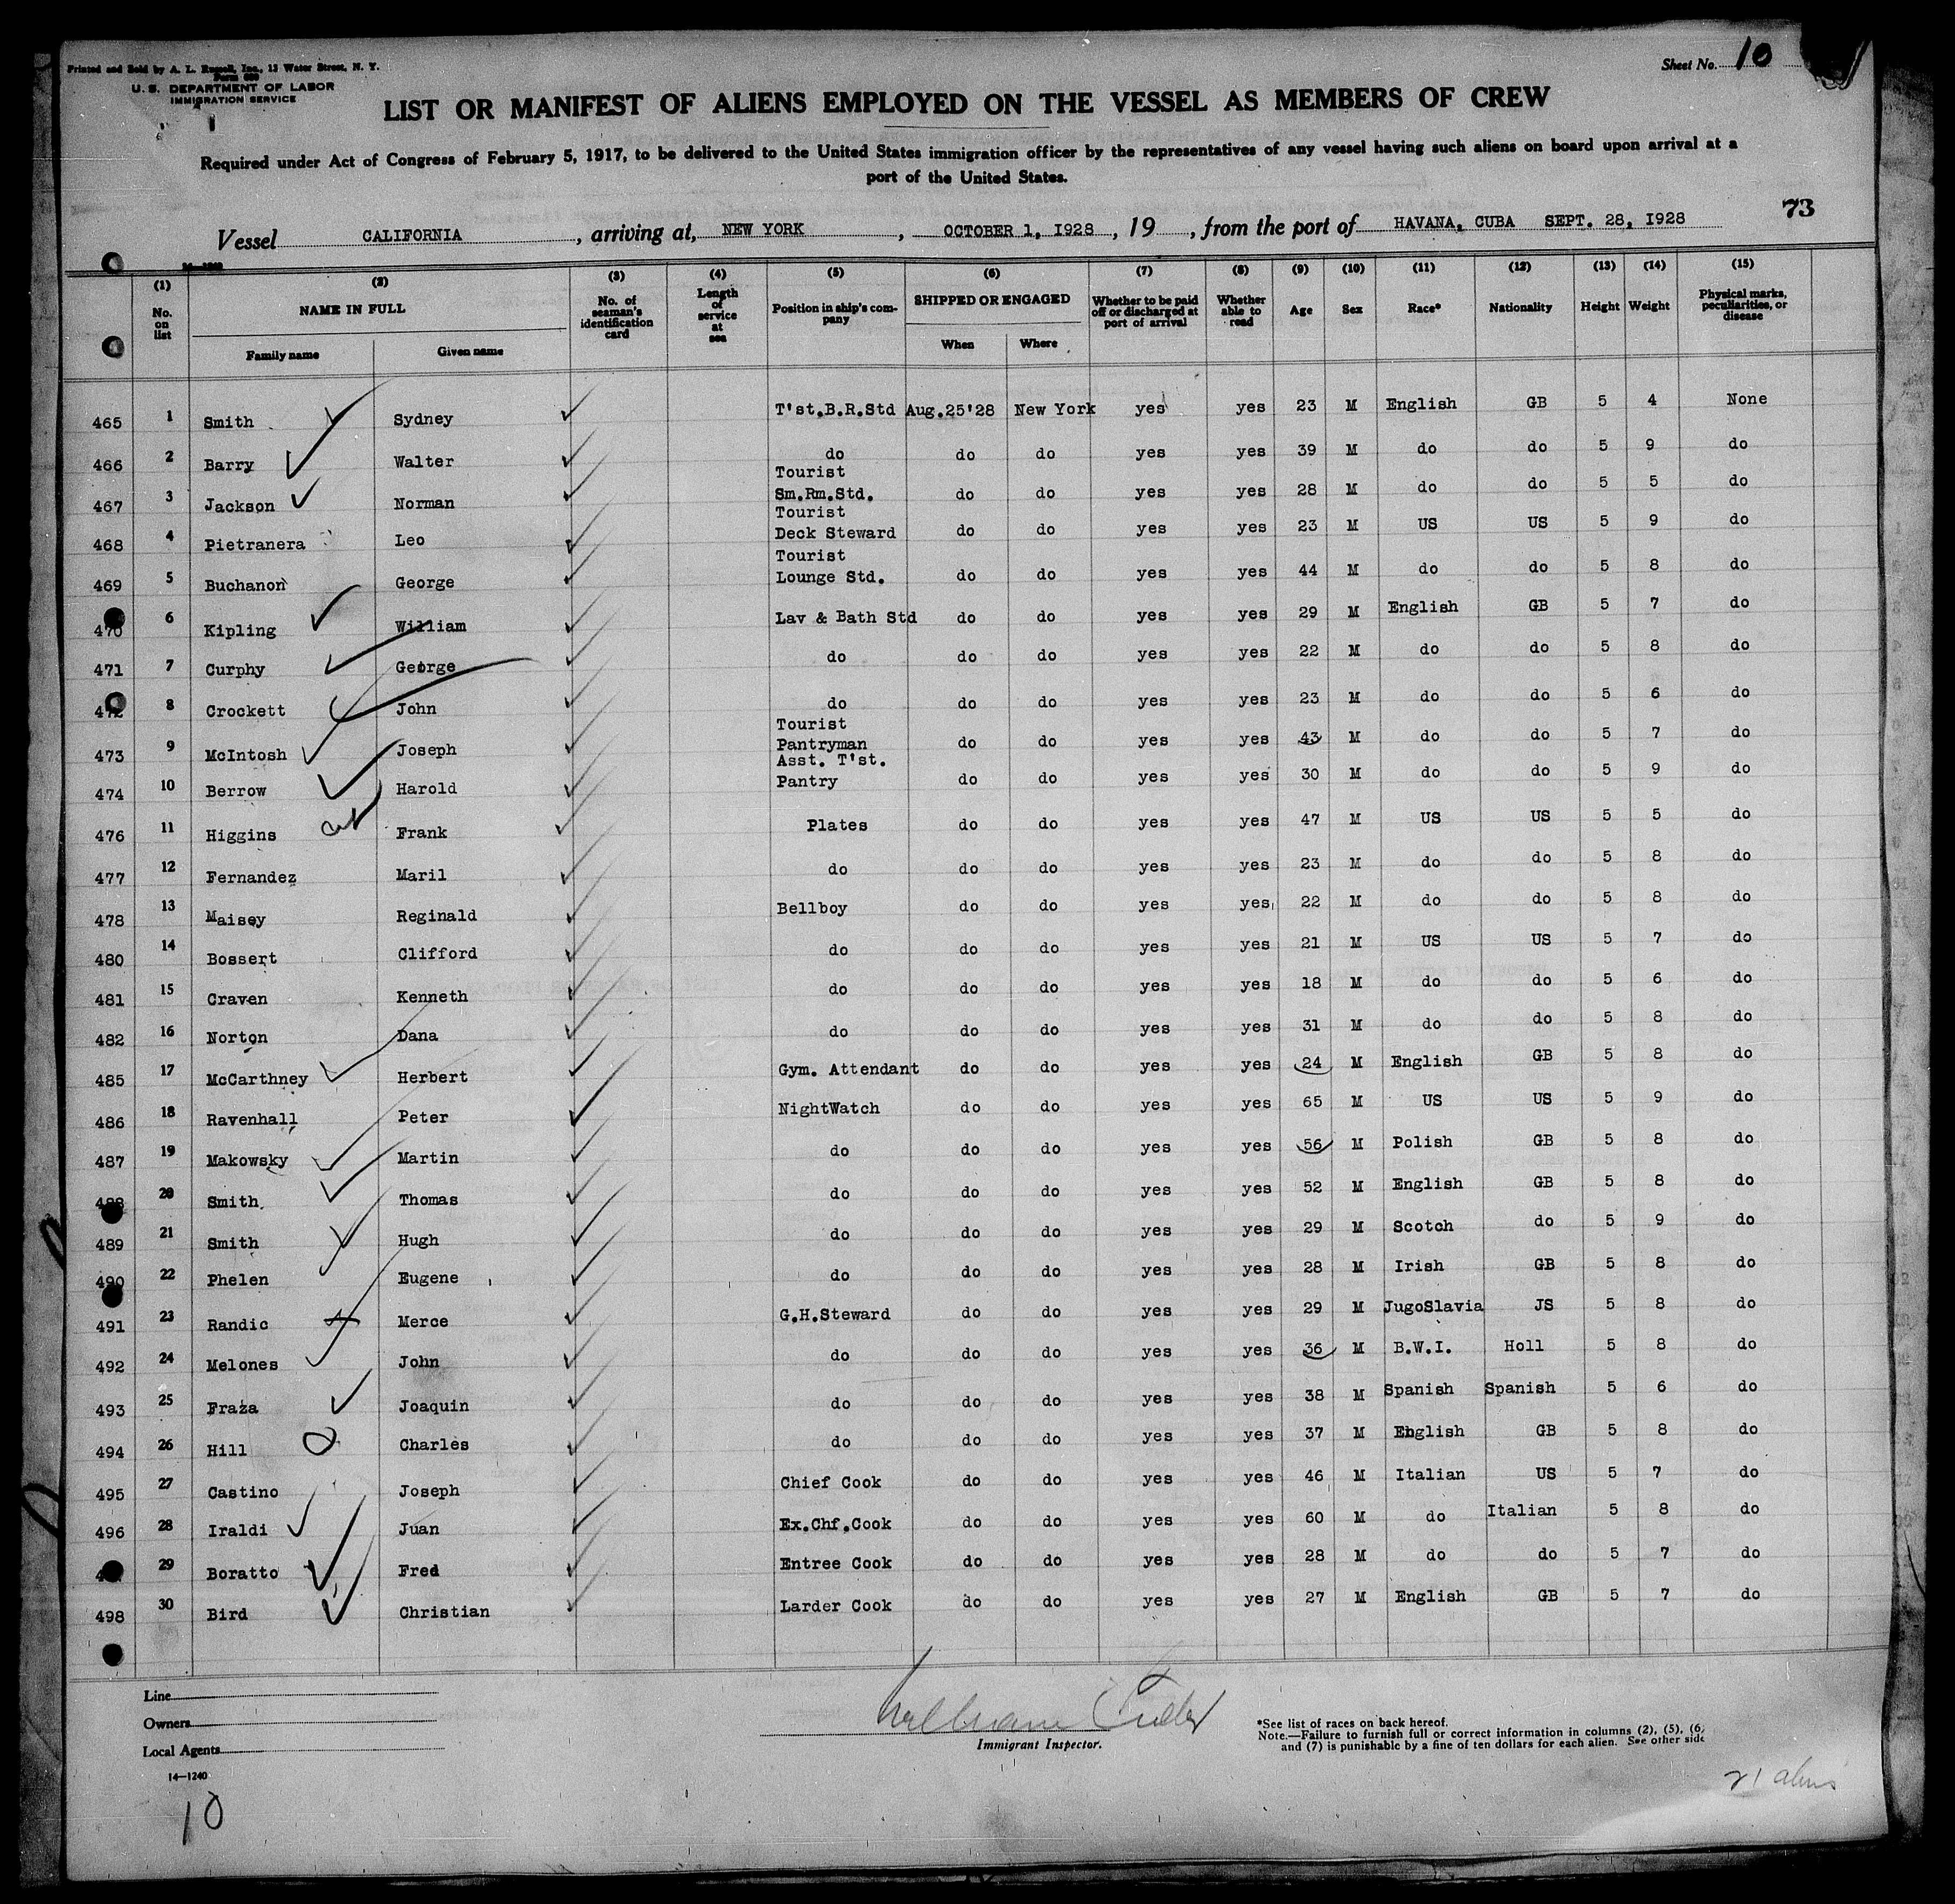 Printed and Sold by A. L. Russell, Inc., 13 Water Street, N. Y.
U. S. DEPARTMENT OF LABOR
IMMIGRATION SERVICE
Sheet No. 10
LIST OR MANIFEST OF ALIENS EMPLOYED ON THE VESSEL AS MEMBERS OF CREW
Required under Act of Congress of February 5, 1917, to be delivered to the United States immigration officer by the representatives of any vessel having such aliens on board upon arrival at a
port of the United States.
73
Vessel CALIFORNIA, arriving at, NEW YORK, OCTOBER 1, 1928, 19, from the port of HAVANA, CUBA SEPT. 28, 1928
(1) (2) (3) (4) (5) (6) (7) (8) (9) (10) (11) (12) (13) (14) (15)
No. on list NAME IN FULL Family name Given name No. of seaman's identification card Length of service at sea Position in ship's company SHIPPED OR ENGAGED When Where Whether to be paid off or discharged at port of arrival Whether able to read Age Sex Race* Nationality Height Weight Physical marks, peculiarities, or disease
465 1 Smith Sydney T'st.B.R.Std Aug.25'28 New York yes yes 23 M English GB 5 4 None
466 2 Barry Walter do do do yes yes 39 M do do 5 9 do
467 3 Jackson Norman Tourist Sm.Rm.Std. do do yes yes 28 M do do 5 5 do
468 4 Pietranera Leo Tourist Deck Steward do do yes yes 23 M US US 5 9 do
469 5 Buchanon George Tourist Lounge Std. do do yes yes 44 M do do 5 8 do
470 6 Kipling William Lav & Bath Std do do yes yes 29 M English GB 5 7 do
471 7 Curphy George do do do yes yes 22 M do do 5 8 do
472 8 Crockett John do do do yes yes 23 M do do 5 6 do
473 9 McIntosh Joseph Tourist Pantryman do do yes yes 43 M do do 5 7 do
474 10 Berrow Harold Asst. T'st. Pantry do do yes yes 30 M do do 5 9 do
476 11 Higgins Frank Plates do do yes yes 47 M US US 5 5 do
477 12 Fernandez Maril do do do yes yes 23 M do do 5 8 do
478 13 Maisey Reginald Bellboy do do yes yes 22 M do do 5 8 do
480 14 Bossert Clifford do do do yes yes 21 M US US 5 7 do
481 15 Craven Kenneth do do do yes yes 18 M do do 5 6 do
482 16 Norton Dana do do do yes yes 31 M do do 5 8 do
485 17 McCarthney Herbert Gym. Attendant do do yes yes 24 M English GB 5 8 do
486 18 Ravenhall Peter NightWatch do do yes yes 65 M US US 5 9 do
487 19 Makowsky Martin do do do yes yes 56 M Polish GB 5 8 do
488 20 Smith Thomas do do do yes yes 52 M English GB 5 8 do
489 21 Smith Hugh do do do yes yes 29 M Scotch do 5 9 do
490 22 Phelen Eugene do do do yes yes 28 M Irish GB 5 8 do
491 23 Randic Merce G.H.Steward do do yes yes 29 M JugoSlavia JS 5 8 do
492 24 Melones John do do do yes yes 36 M B.W.I. Holl 5 8 do
493 25 Fraza Joaquin do do do yes yes 38 M Spanish Spanish 5 6 do
494 26 Hill Charles do do do yes yes 37 M English GB 5 8 do
495 27 Castino Joseph Chief Cook do do yes yes 46 M Italian US 5 7 do
496 28 Iraldi Juan Ex.Chf.Cook do do yes yes 60 M do Italian 5 8 do
29 Boratto Fred Entree Cook do do yes yes 28 M do do 5 7 do
498 30 Bird Christian Larder Cook do do yes yes 27 M English GB 5 7 do
Line
Owners
Local Agents
14—1240
Immigrant Inspector.
*See list of races on back hereof.
Note.—Failure to furnish full or correct information in columns (2), (5), (6)
and (7) is punishable by a fine of ten dollars for each alien. See other side
21 aliens
10